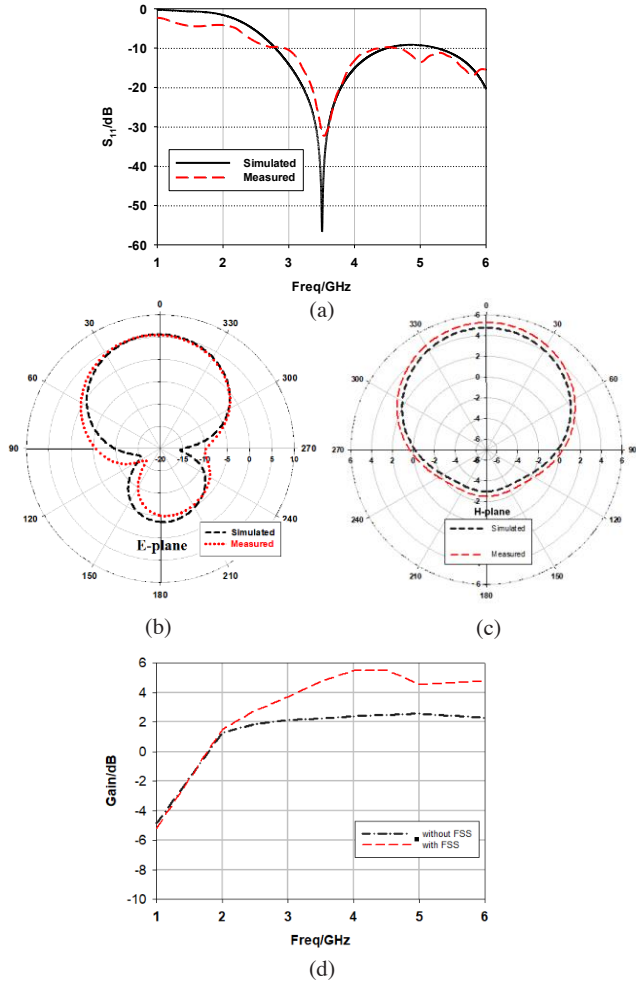 0
-10
-20
-30
-40
-50
-60
S11/dB
Simulated
Measured
1 2 3 4 5 6
Freq/GHz
(a)
0
30 330
60 300
90 270
-20 -15 -10 -5 0 5 10
120 240
150 210
180
E-plane
Simulated
Measured
(b)
0
330 30
300 60
270 90
240 120
210 150
180
H-plane
Simulated
Measured
(c)
6
4
2
0
-2
-4
-6
-8
-10
Gain/dB
without FSS
with FSS
1 2 3 4 5 6
Freq/GHz
(d)